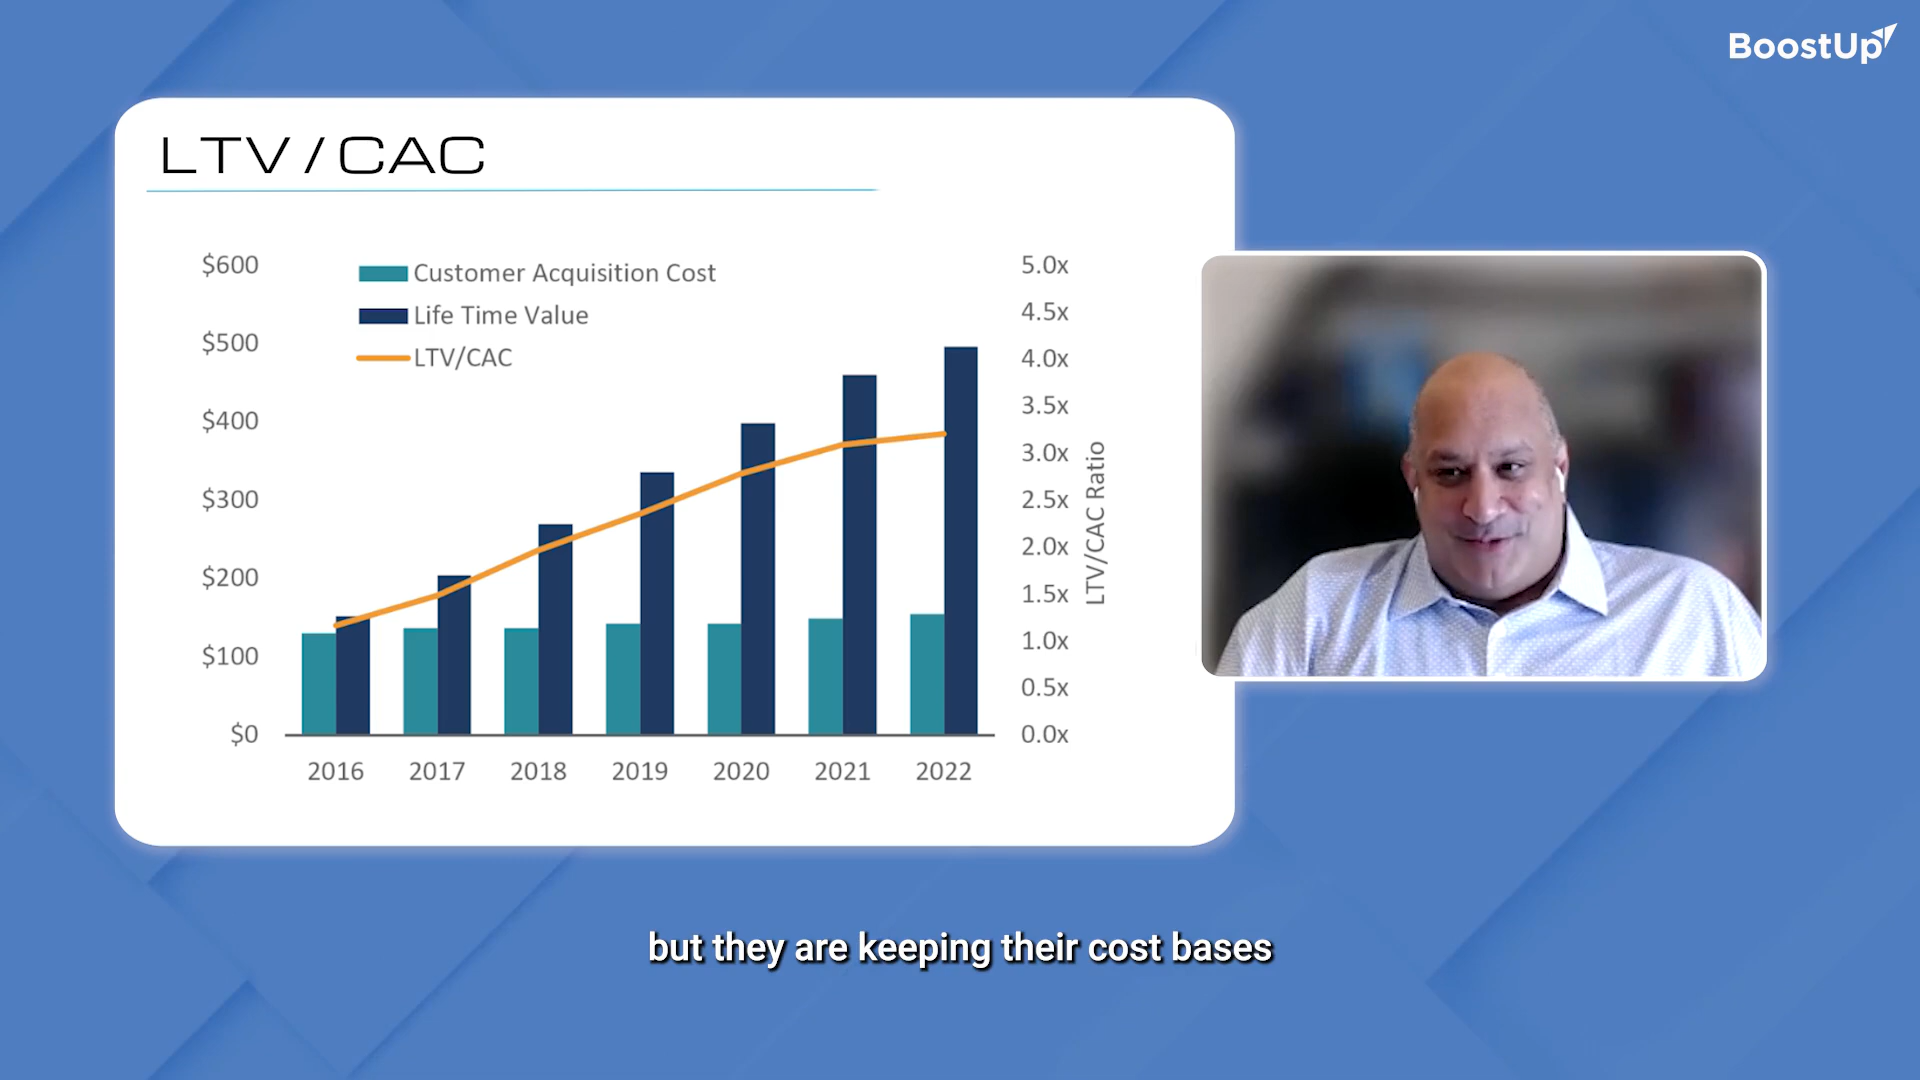 BoostUp
LTV / CAC
$600
$500
$400
$300
$200
$100
$0
Customer Acquisition Cost
Life Time Value
LTV/CAC
5.0x
4.5x
4.0x
3.5x
3.0x
2.5x
2.0x
1.5x
1.0x
0.5x
0.0x
LTV/CAC Ratio
2016 2017 2018 2019 2020 2021 2022
but they are keeping their cost bases